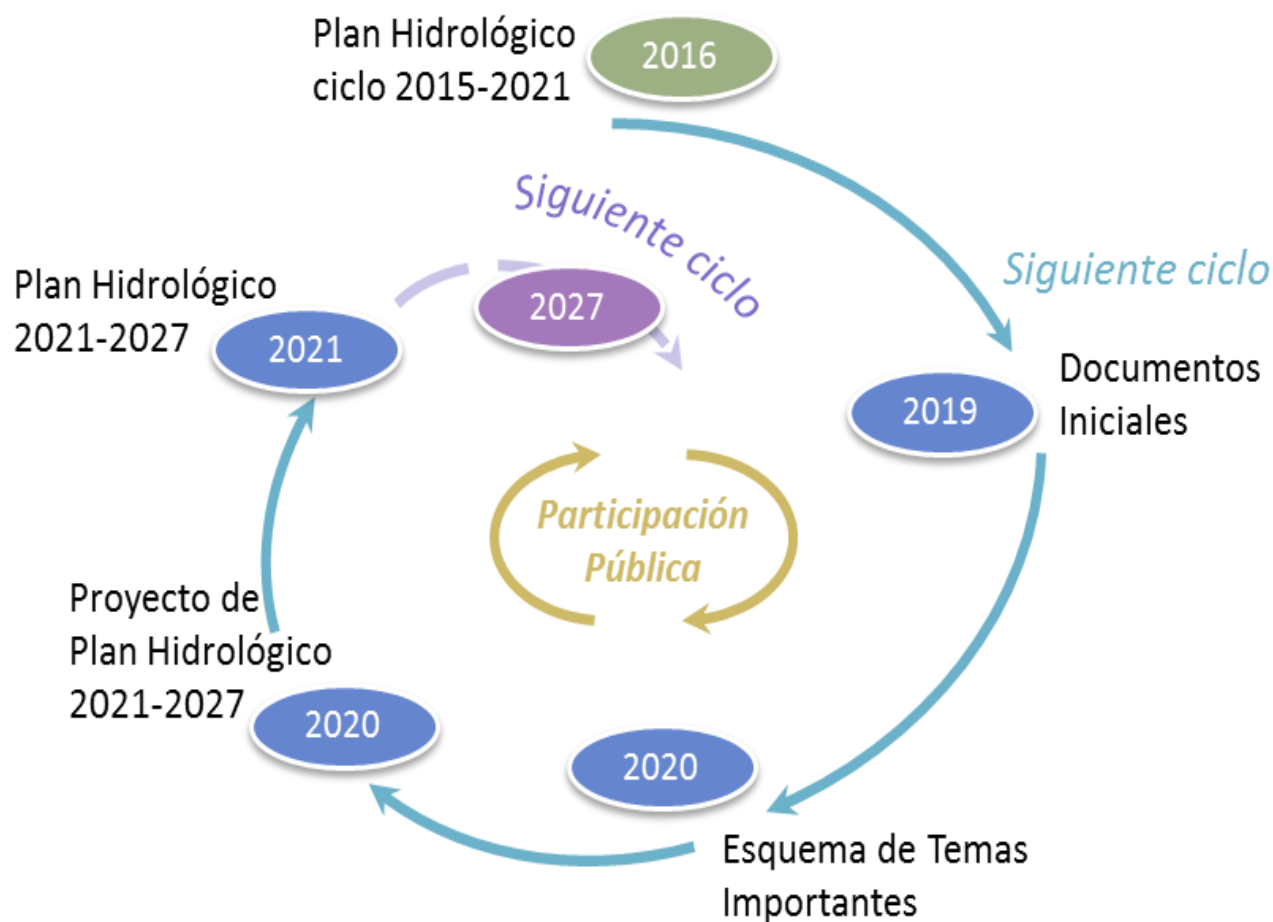 Plan Hidrológico
ciclo 2015-2021
2016
Siguiente ciclo
Siguiente ciclo
Plan Hidrológico
2021-2027
2021
2027
Documentos
Iniciales
2019
Participación
Pública
Proyecto de
Plan Hidrológico
2021-2027
2020
2020
Esquema de Temas
Importantes